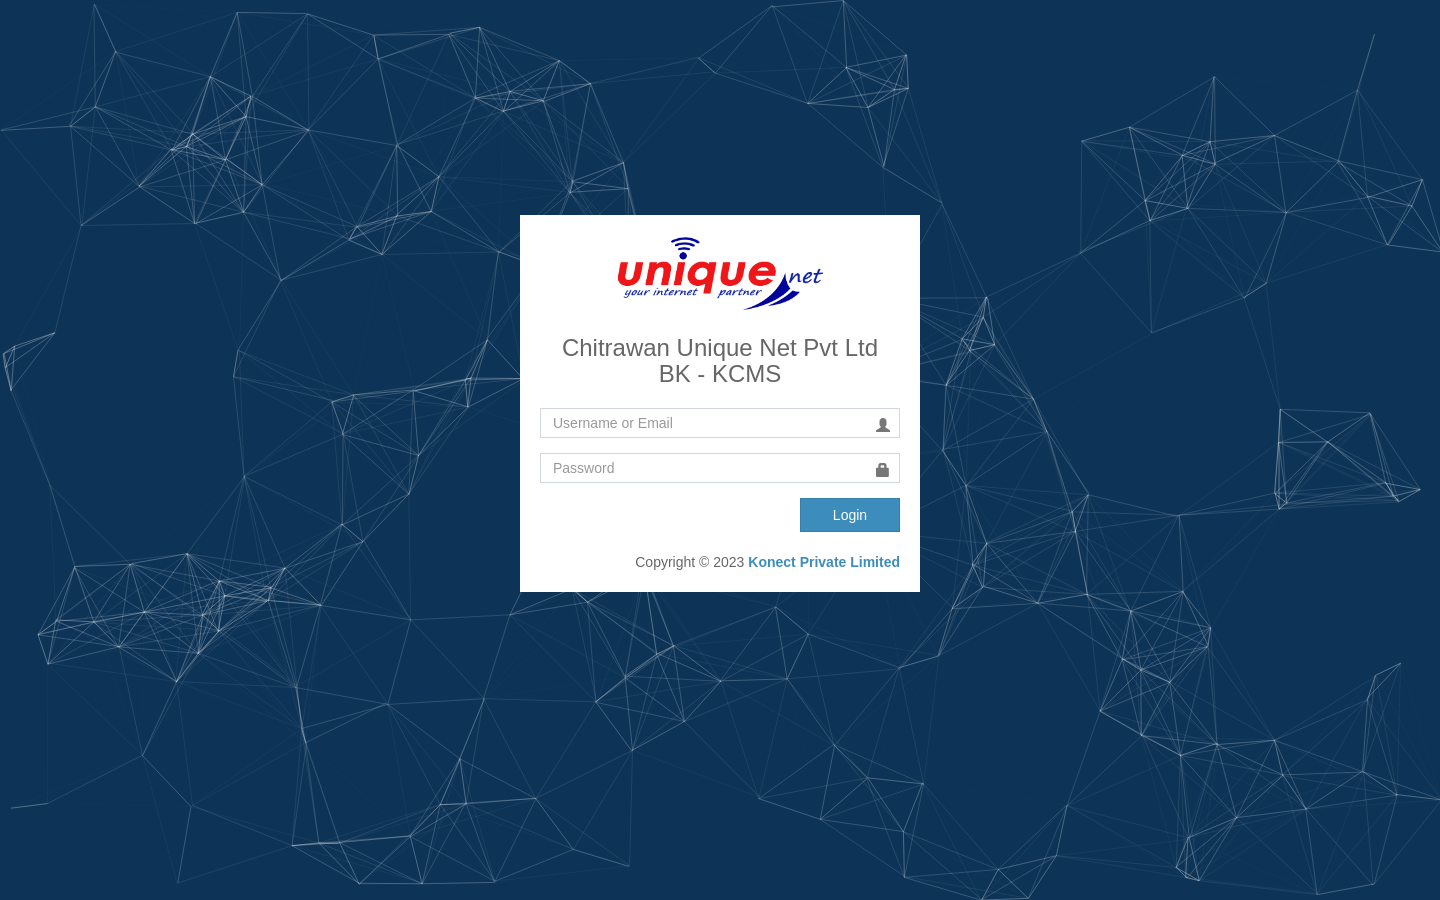 unique net
your internet partner
Chitrawan Unique Net Pvt Ltd
BK - KCMS
Username or Email
Password
Login
Copyright © 2023 Konect Private Limited